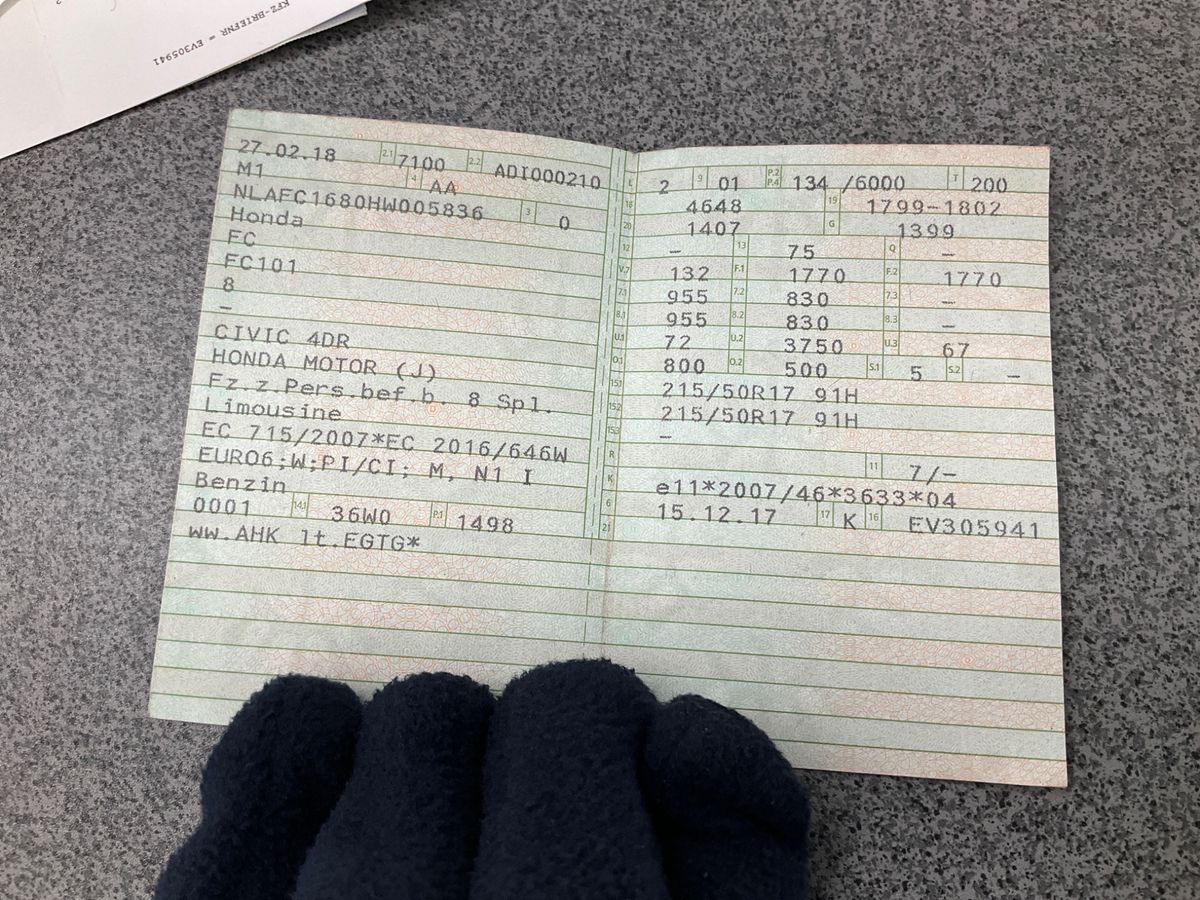 KFZ-BRIEFNR = EV305941
27.02.18 2.1 7100 2.2 ADI000210
M1 4 AA
NLAFC1680HW005836 3 0
Honda
FC
FC101
8
–
CIVIC 4DR
HONDA MOTOR (J)
Fz.z.Pers.bef.b. 8 Spl.
Limousine
EC 715/2007*EC 2016/646W
EURO6;W;PI/CI; M, N1 I
Benzin
0001 14.1 36W0 P.1 1498
ww.AHK lt.EGTG*
L 2 9 01 P.2 P.4 134 /6000 T 200
18 4648 19 1799-1802
20 1407 G 1399
12 – 13 75 Q –
V.7 132 F.1 1770 F.2 1770
7.1 955 7.2 830 7.3 –
8.1 955 8.2 830 8.3 –
U.1 72 U.2 3750 U.3 67
O.1 800 O.2 500 S.1 5 S.2 –
15.1 215/50R17 91H
15.2 215/50R17 91H
15.3 –
R 11 7/-
K e11*2007/46*3633*04
6 15.12.17 17 K 16 EV305941
21